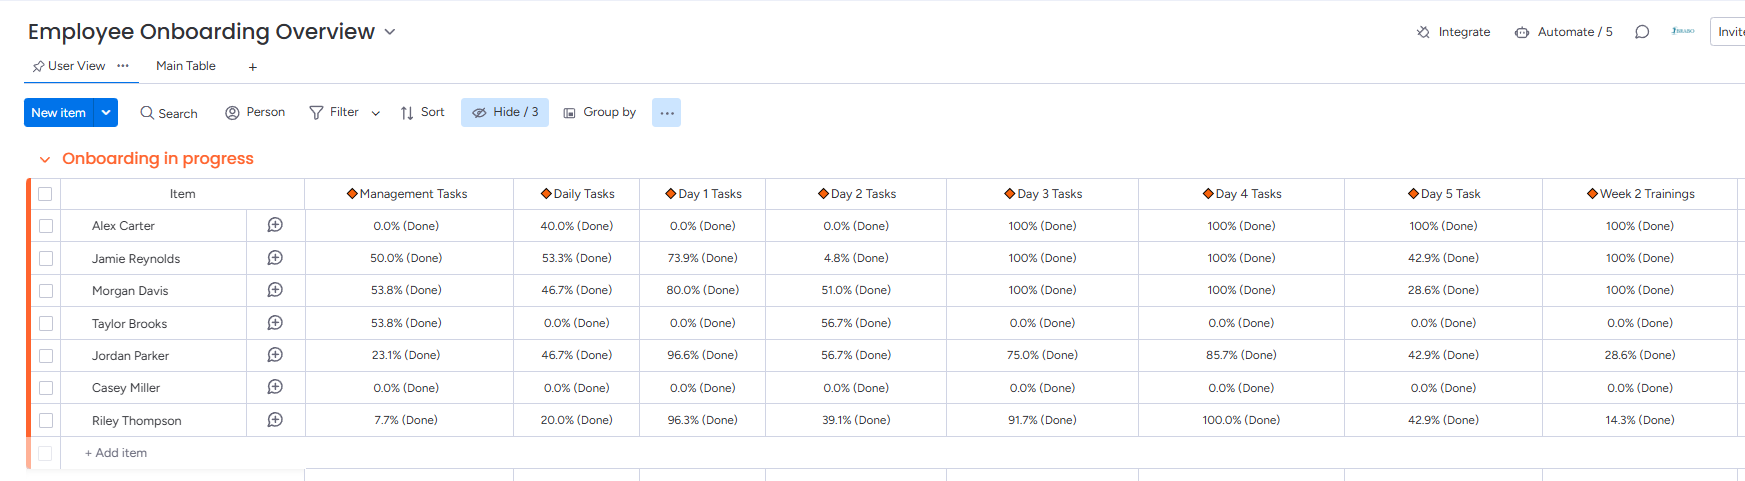 Employee Onboarding Overview
Integrate Automate / 5 Invite
User View ... Main Table +
New item Search Person Filter Sort Hide / 3 Group by ...
Onboarding in progress
Item Management Tasks Daily Tasks Day 1 Tasks Day 2 Tasks Day 3 Tasks Day 4 Tasks Day 5 Task Week 2 Trainings
Alex Carter 0.0% (Done) 40.0% (Done) 0.0% (Done) 0.0% (Done) 100% (Done) 100% (Done) 100% (Done) 100% (Done)
Jamie Reynolds 50.0% (Done) 53.3% (Done) 73.9% (Done) 4.8% (Done) 100% (Done) 100% (Done) 42.9% (Done) 100% (Done)
Morgan Davis 53.8% (Done) 46.7% (Done) 80.0% (Done) 51.0% (Done) 100% (Done) 100% (Done) 28.6% (Done) 100% (Done)
Taylor Brooks 53.8% (Done) 0.0% (Done) 0.0% (Done) 56.7% (Done) 0.0% (Done) 0.0% (Done) 0.0% (Done) 0.0% (Done)
Jordan Parker 23.1% (Done) 46.7% (Done) 96.6% (Done) 56.7% (Done) 75.0% (Done) 85.7% (Done) 42.9% (Done) 28.6% (Done)
Casey Miller 0.0% (Done) 0.0% (Done) 0.0% (Done) 0.0% (Done) 0.0% (Done) 0.0% (Done) 0.0% (Done) 0.0% (Done)
Riley Thompson 7.7% (Done) 20.0% (Done) 96.3% (Done) 39.1% (Done) 91.7% (Done) 100.0% (Done) 42.9% (Done) 14.3% (Done)
+ Add item